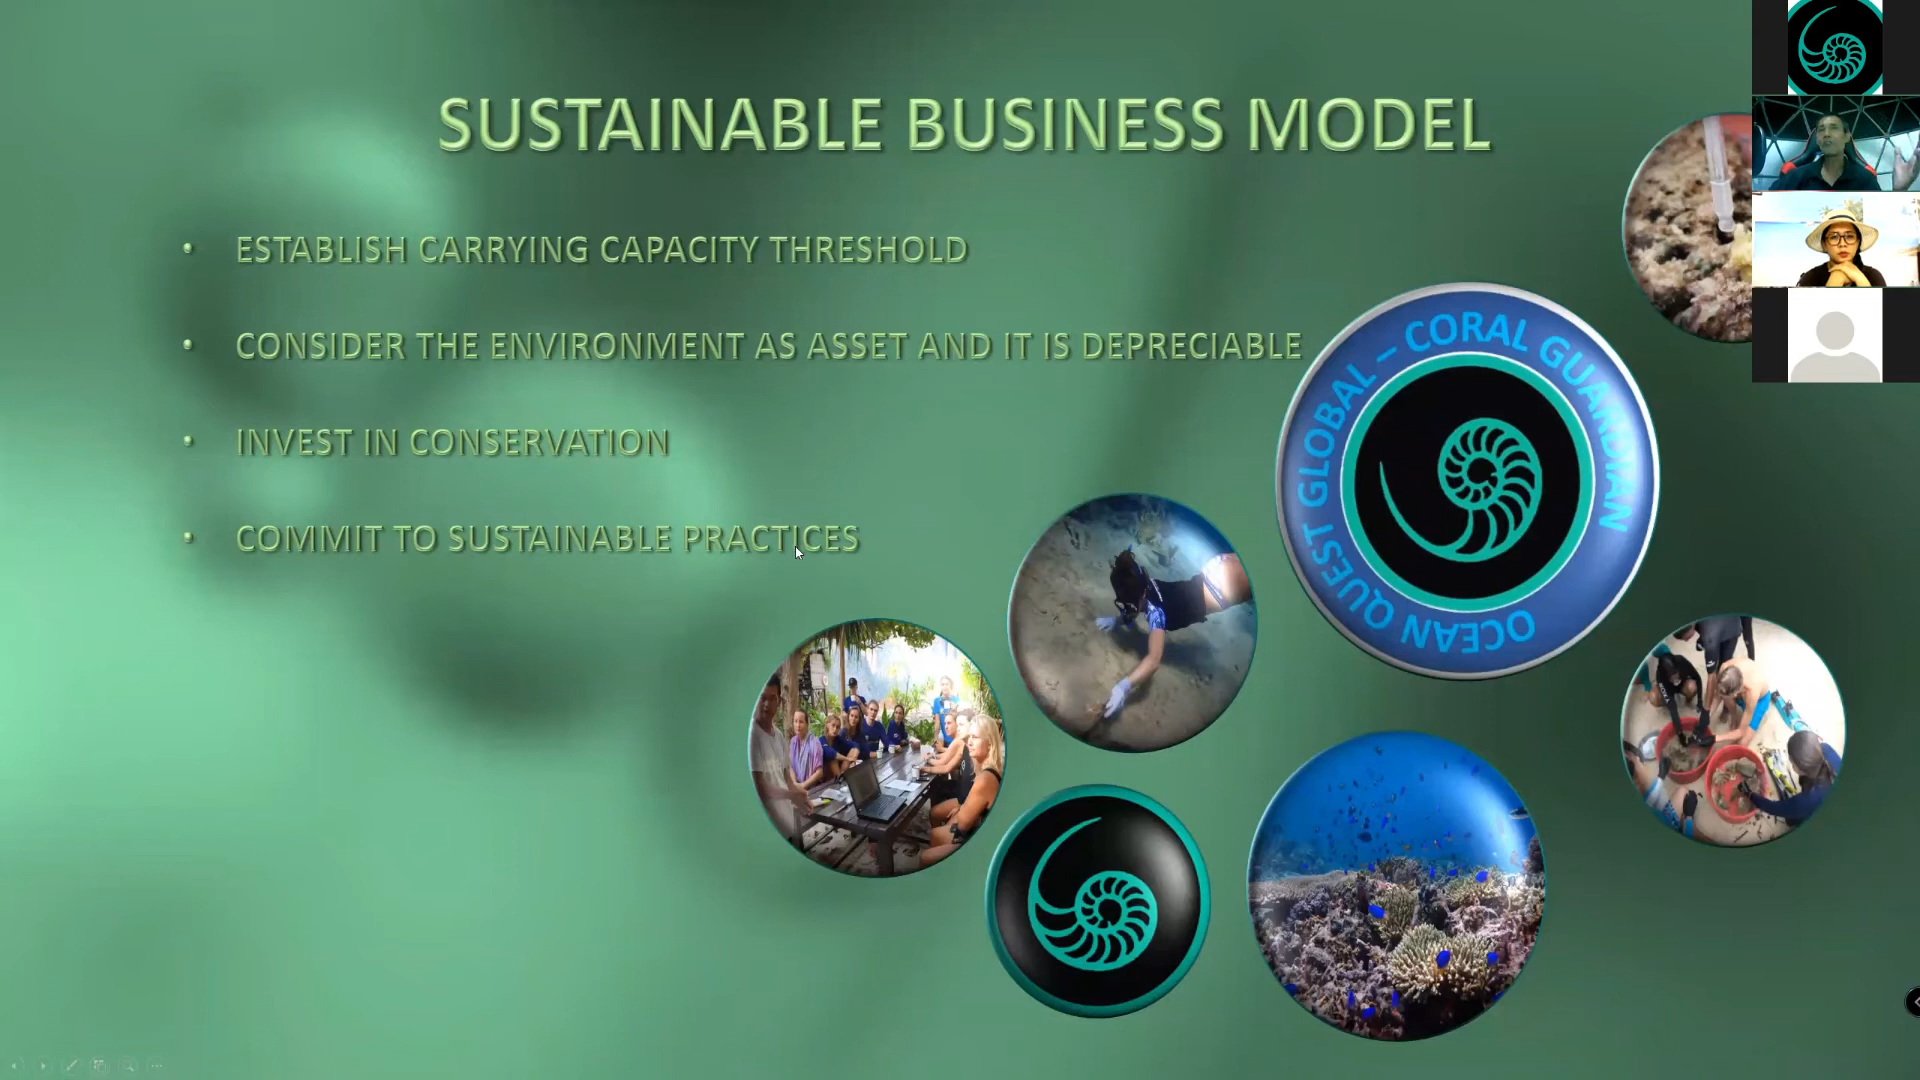 SUSTAINABLE BUSINESS MODEL
• ESTABLISH CARRYING CAPACITY THRESHOLD
• CONSIDER THE ENVIRONMENT AS ASSET AND IT IS DEPRECIABLE
• INVEST IN CONSERVATION
• COMMIT TO SUSTAINABLE PRACTICES
OCEAN QUEST GLOBAL – CORAL GUARDIAN